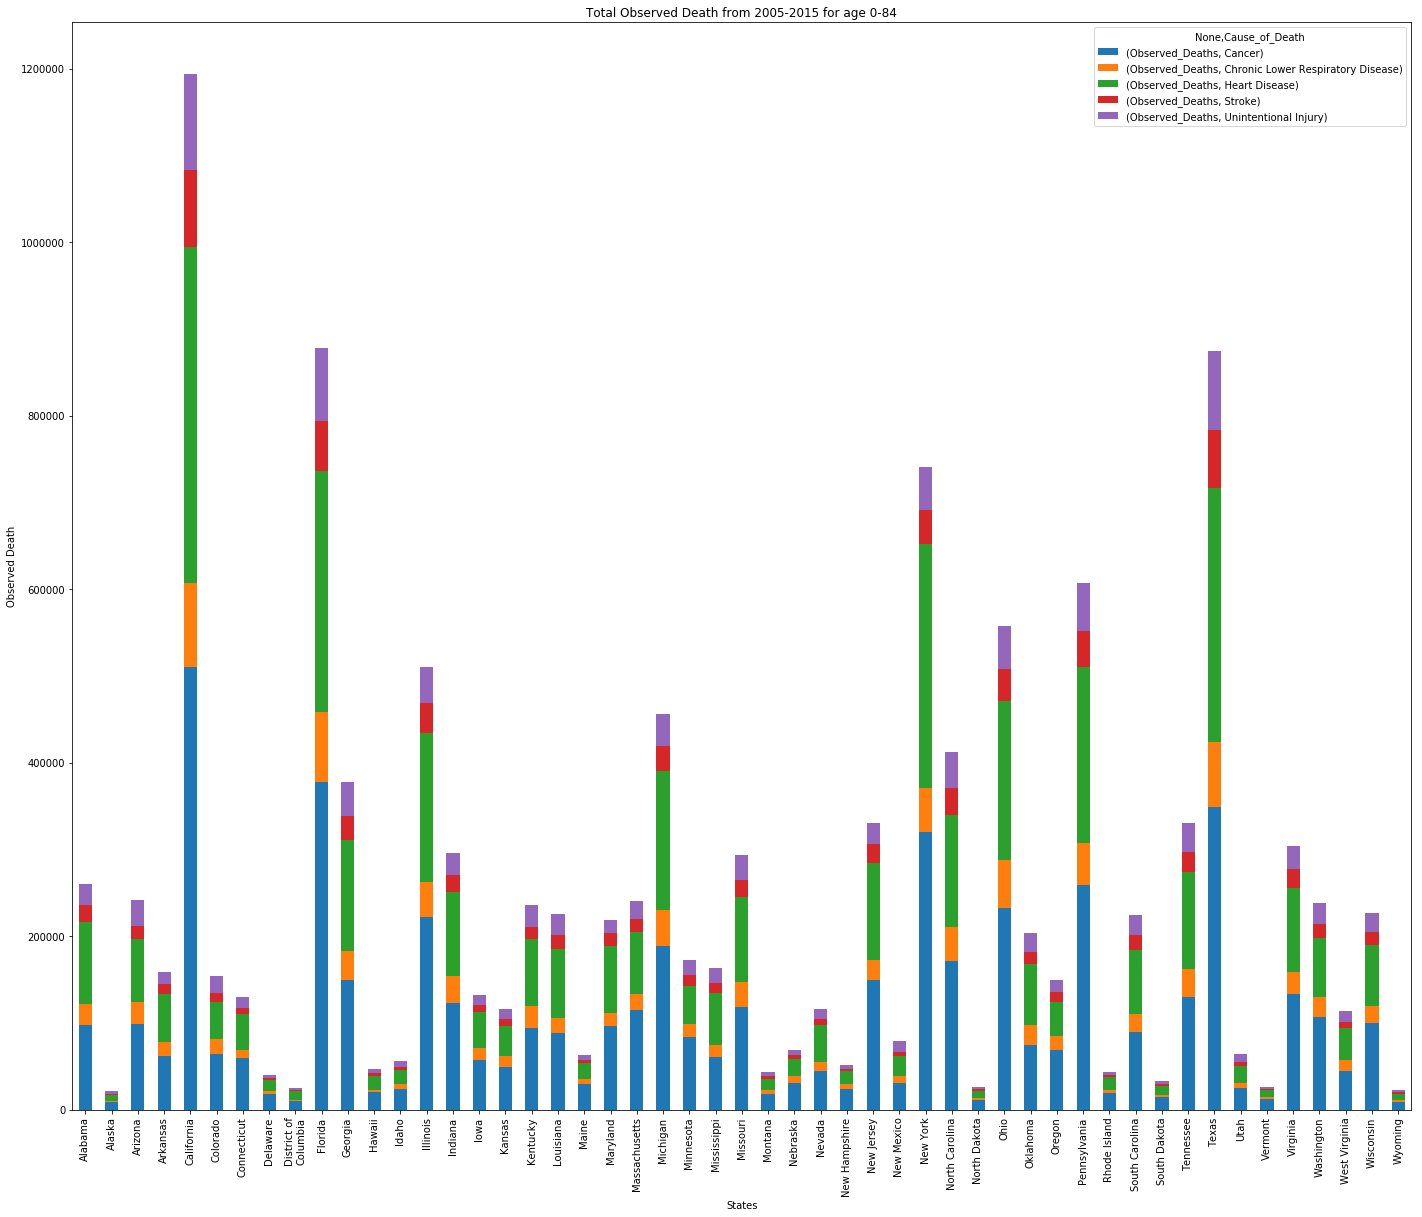 Total Observed Death from 2005-2015 for age 0-84
None,Cause_of_Death
(Observed_Deaths, Cancer)
(Observed_Deaths, Chronic Lower Respiratory Disease)
(Observed_Deaths, Heart Disease)
(Observed_Deaths, Stroke)
(Observed_Deaths, Unintentional Injury)
1200000
1000000
800000
600000
400000
200000
0
Observed Death
Alabama
Alaska
Arizona
Arkansas
California
Colorado
Connecticut
Delaware
District of
Columbia
Florida
Georgia
Hawaii
Idaho
Illinois
Indiana
Iowa
Kansas
Kentucky
Louisiana
Maine
Maryland
Massachusetts
Michigan
Minnesota
Mississippi
Missouri
Montana
Nebraska
Nevada
New Hampshire
New Jersey
New Mexico
New York
North Carolina
North Dakota
Ohio
Oklahoma
Oregon
Pennsylvania
Rhode Island
South Carolina
South Dakota
Tennessee
Texas
Utah
Vermont
Virginia
Washington
West Virginia
Wisconsin
Wyoming
States